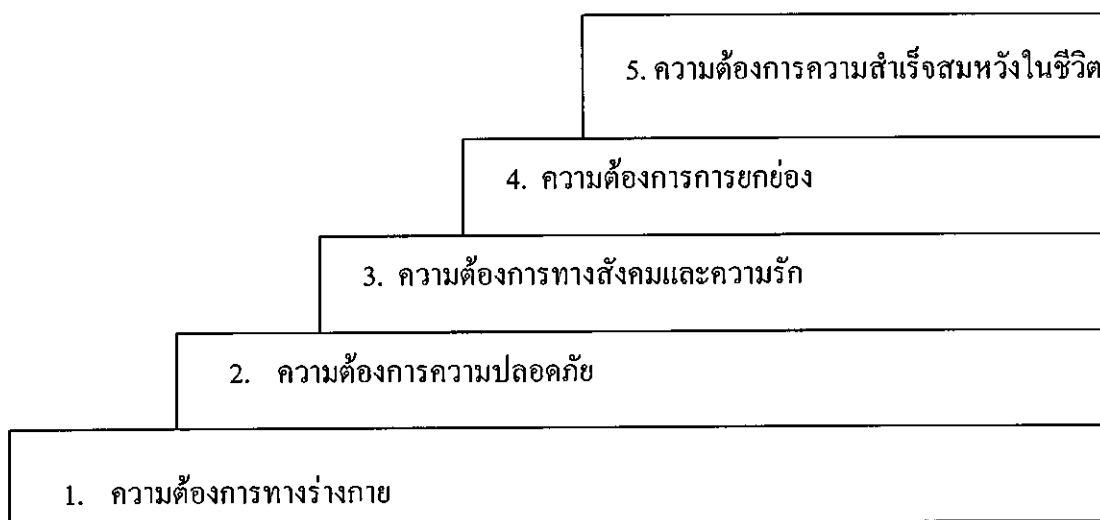 5. ความต้องการความสำเร็จสมหวังในชีวิต
4. ความต้องการการยกย่อง
3. ความต้องการทางสังคมและความรัก
2. ความต้องการความปลอดภัย
1. ความต้องการทางร่างกาย